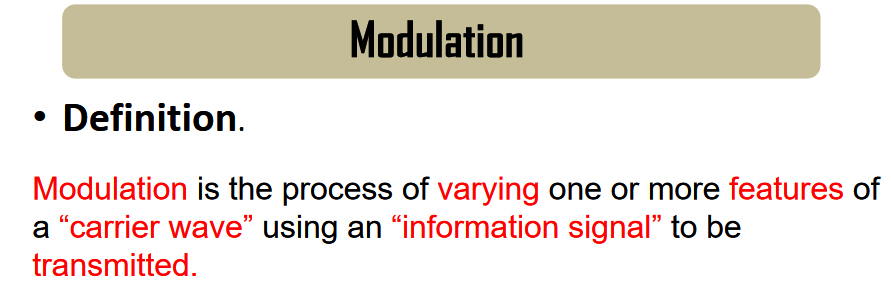 Modulation
• Definition.
Modulation is the process of varying one or more features of
a “carrier wave” using an “information signal” to be
transmitted.